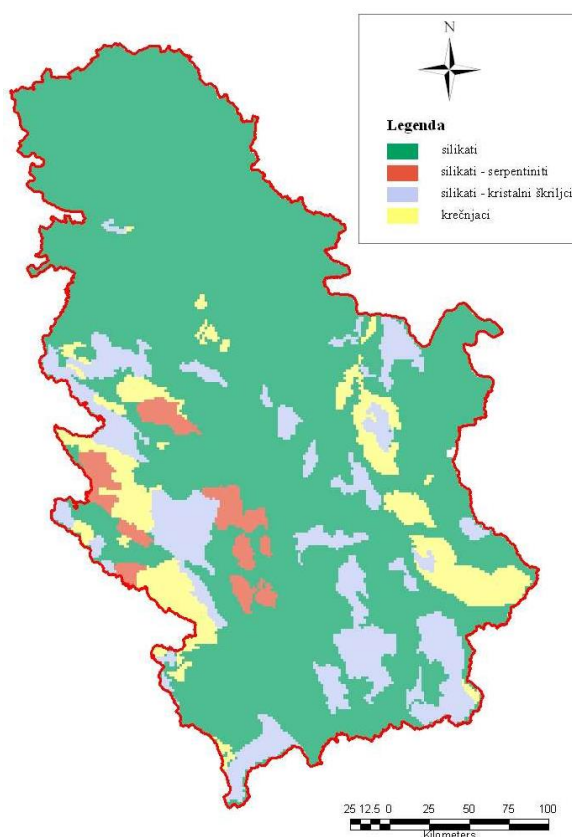 N
Legenda
silikati
silikati - serpentiniti
silikati - kristalni škriljci
krečnjaci
25 12.5 0 25 50 75 100
Kilometers